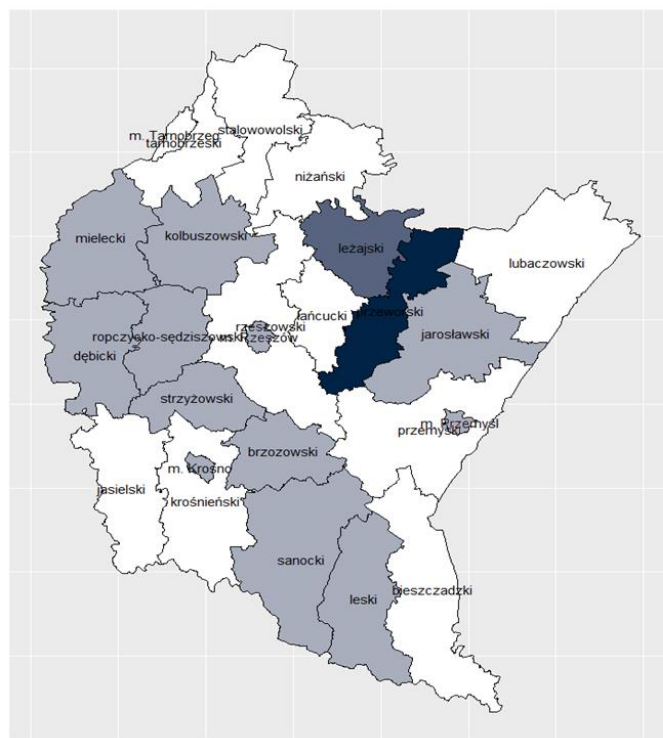 stalowowolski
m. Tarnobrzeg
tarnobrzeski
niżański
mielecki
kolbuszowski
leżajski
lubaczowski
przeworski
łańcucki
rzeszowski
m. Rzeszów
ropczycko-sędziszowski
jarosławski
dębicki
strzyżowski
m. Przemyśl
przemyski
brzozowski
m. Krosno
jasielski
krośnieński
sanocki
bieszczadzki
leski